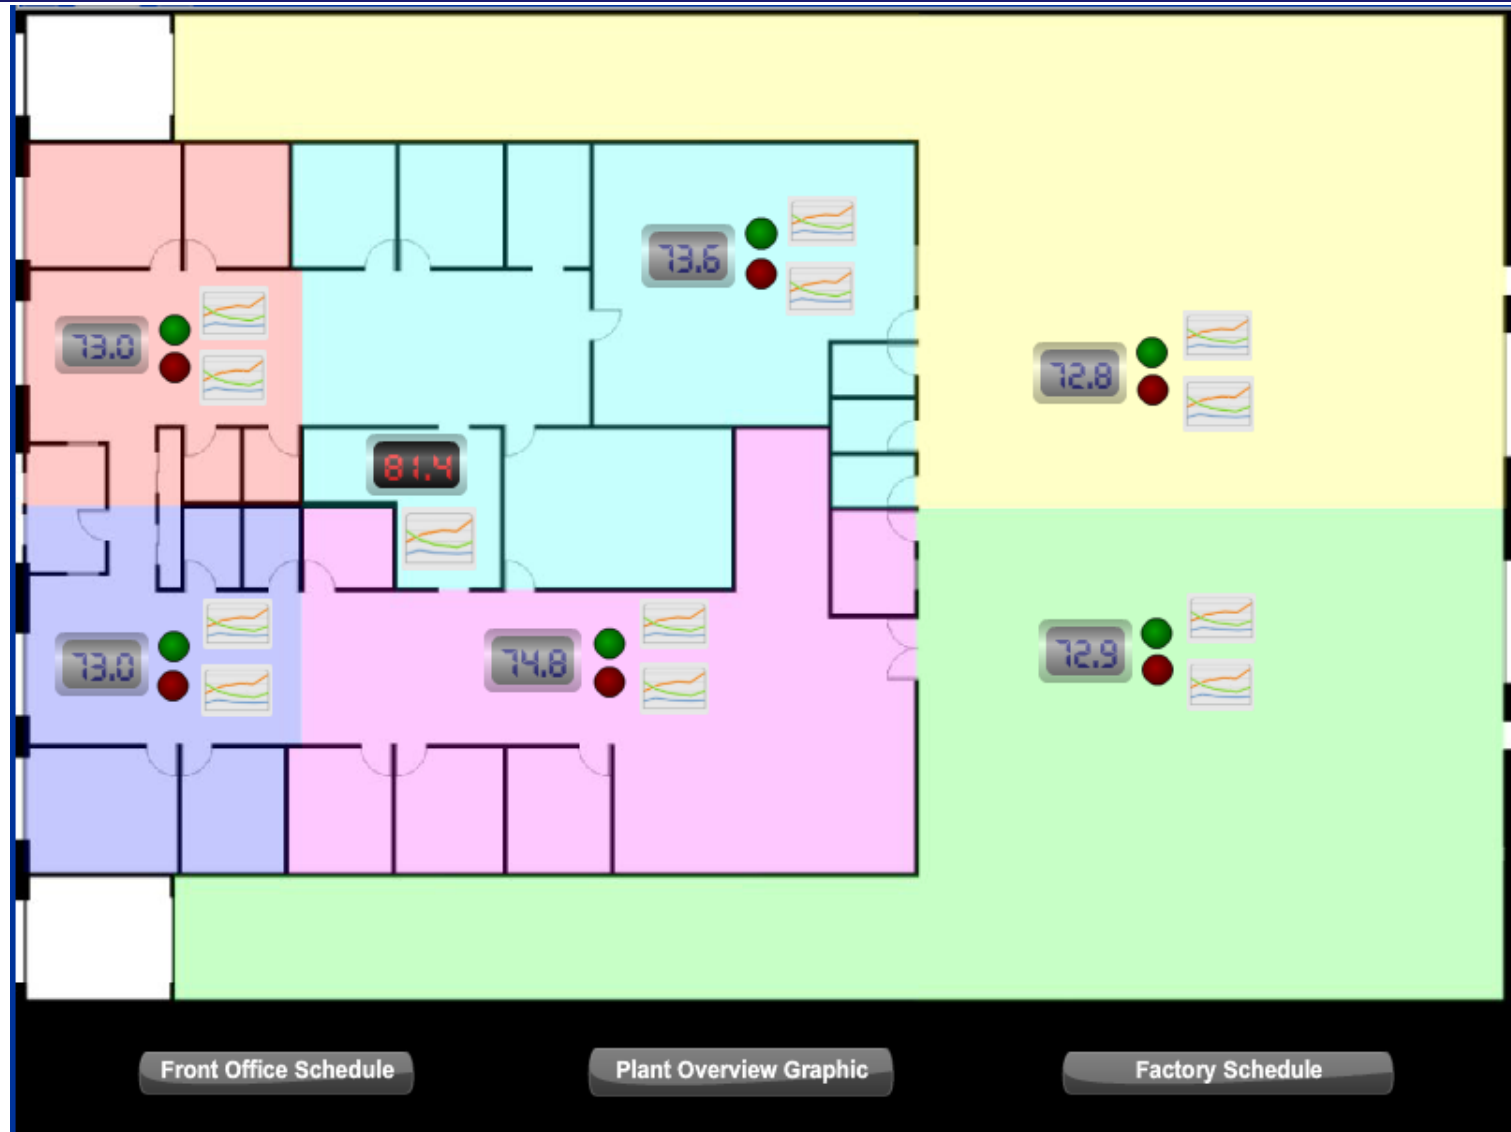 73.6
73.0
72.8
81.4
73.0
74.8
72.9
Front Office Schedule
Plant Overview Graphic
Factory Schedule